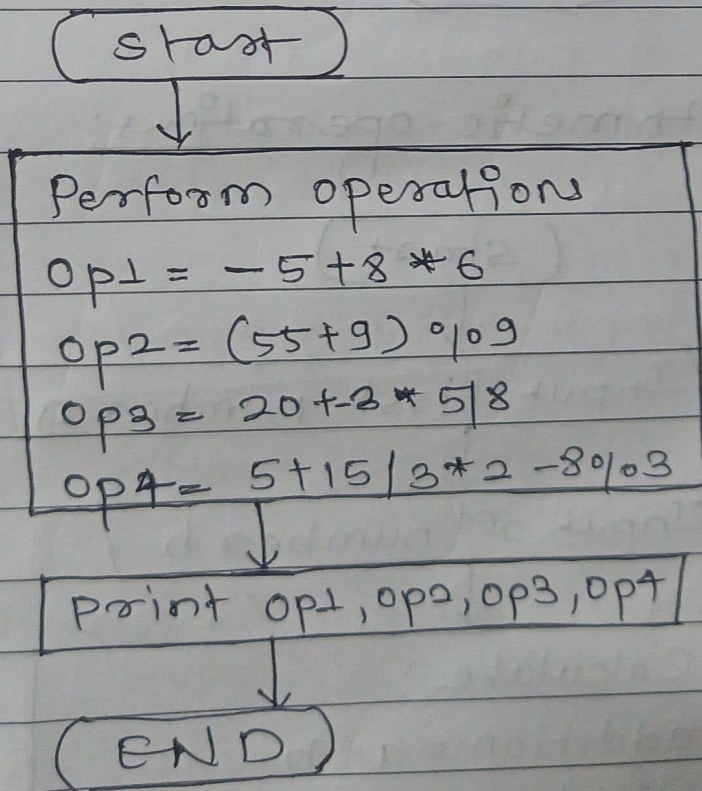 Start
Perform operations
Op1 = - 5 + 8 * 6
Op2 = (55+9) % 9
Op3 = 20 +-3 * 5/8
Op4 = 5 + 15 / 3 * 2 - 8 % 3
Print Op1, Op2, Op3, Op4
END